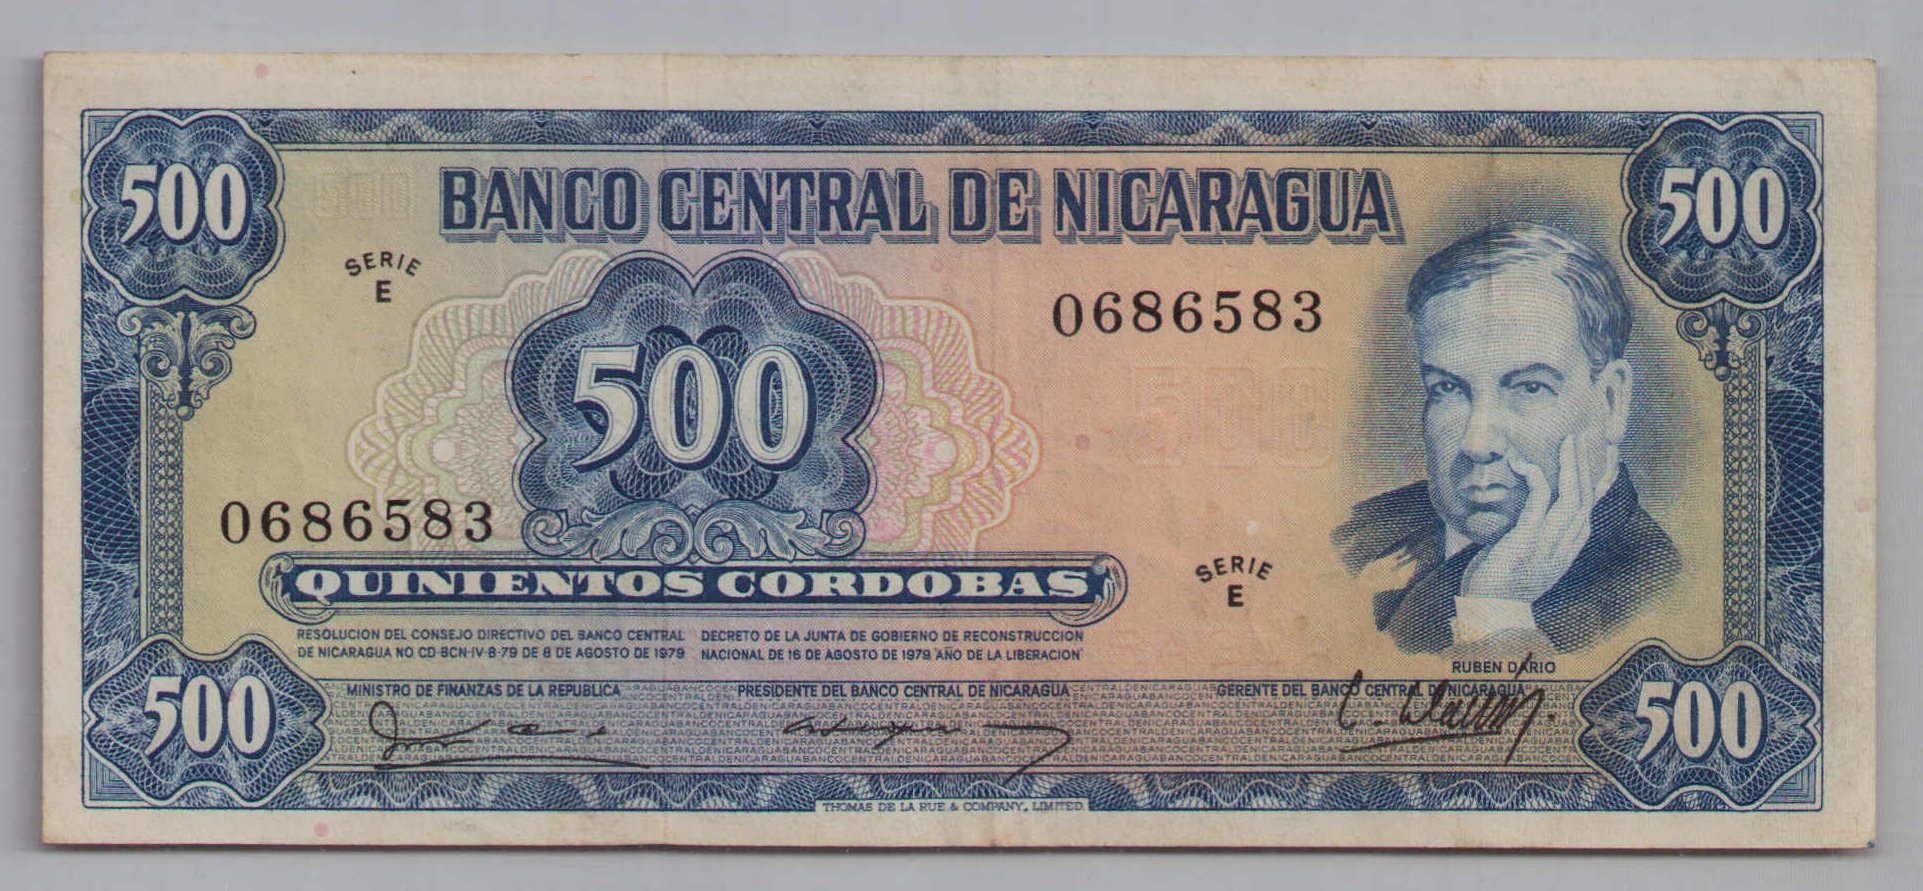 500
500
BANCO CENTRAL DE NICARAGUA
SERIE
E
0686583
500
0686583
SERIE
E
QUINIENTOS CORDOBAS
RESOLUCION DEL CONSEJO DIRECTIVO DEL BANCO CENTRAL
DE NICARAGUA NO CD-BCN-IV-8-79 DE 8 DE AGOSTO DE 1979
DECRETO DE LA JUNTA DE GOBIERNO DE RECONSTRUCCION
NACIONAL DE 16 DE AGOSTO DE 1979 "AÑO DE LA LIBERACION"
RUBEN DARIO
MINISTRO DE FINANZAS DE LA REPUBLICA
PRESIDENTE DEL BANCO CENTRAL DE NICARAGUA
GERENTE DEL BANCO CENTRAL DE NICARAGUA
500
500
THOMAS DE LA RUE & COMPANY, LIMITED.